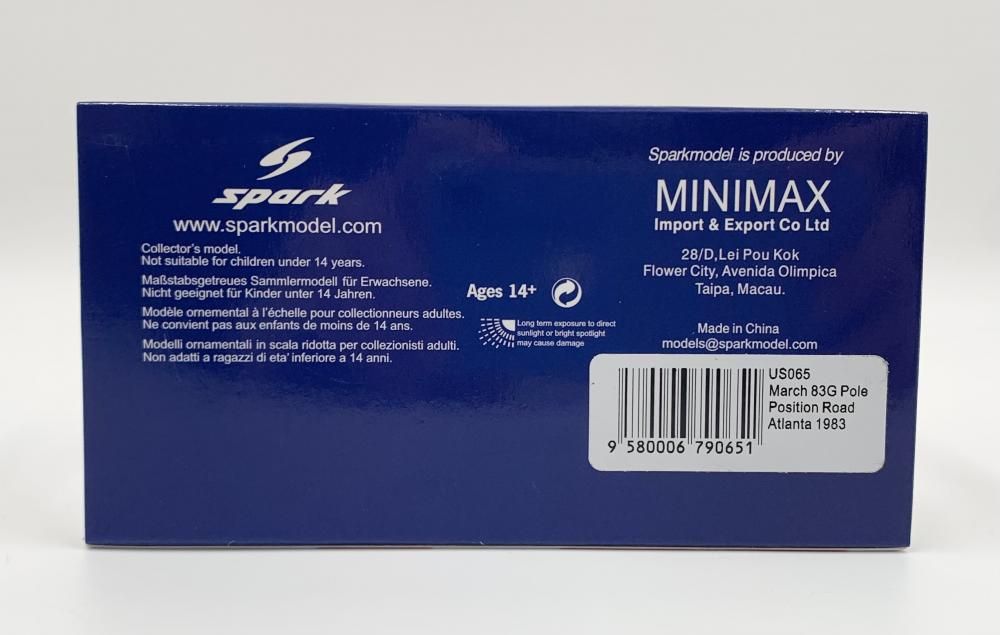 spark
www.sparkmodel.com
Collector's model.
Not suitable for children under 14 years.
Maßstabsgetreues Sammlermodell für Erwachsene.
Nicht geeignet für Kinder unter 14 Jahren.
Modèle ornemental à l'échelle pour collectionneurs adultes.
Ne convient pas aux enfants de moins de 14 ans.
Modelli ornamentali in scala ridotta per collezionisti adulti.
Non adatti a ragazzi di eta' inferiore a 14 anni.
Ages 14+
Long term exposure to direct
sunlight or bright spotlight
may cause damage
Sparkmodel is produced by
MINIMAX
Import & Export Co Ltd
28/D,Lei Pou Kok
Flower City, Avenida Olimpica
Taipa, Macau.
Made in China
models@sparkmodel.com
US065
March 83G Pole
Position Road
Atlanta 1983
9 580006 790651